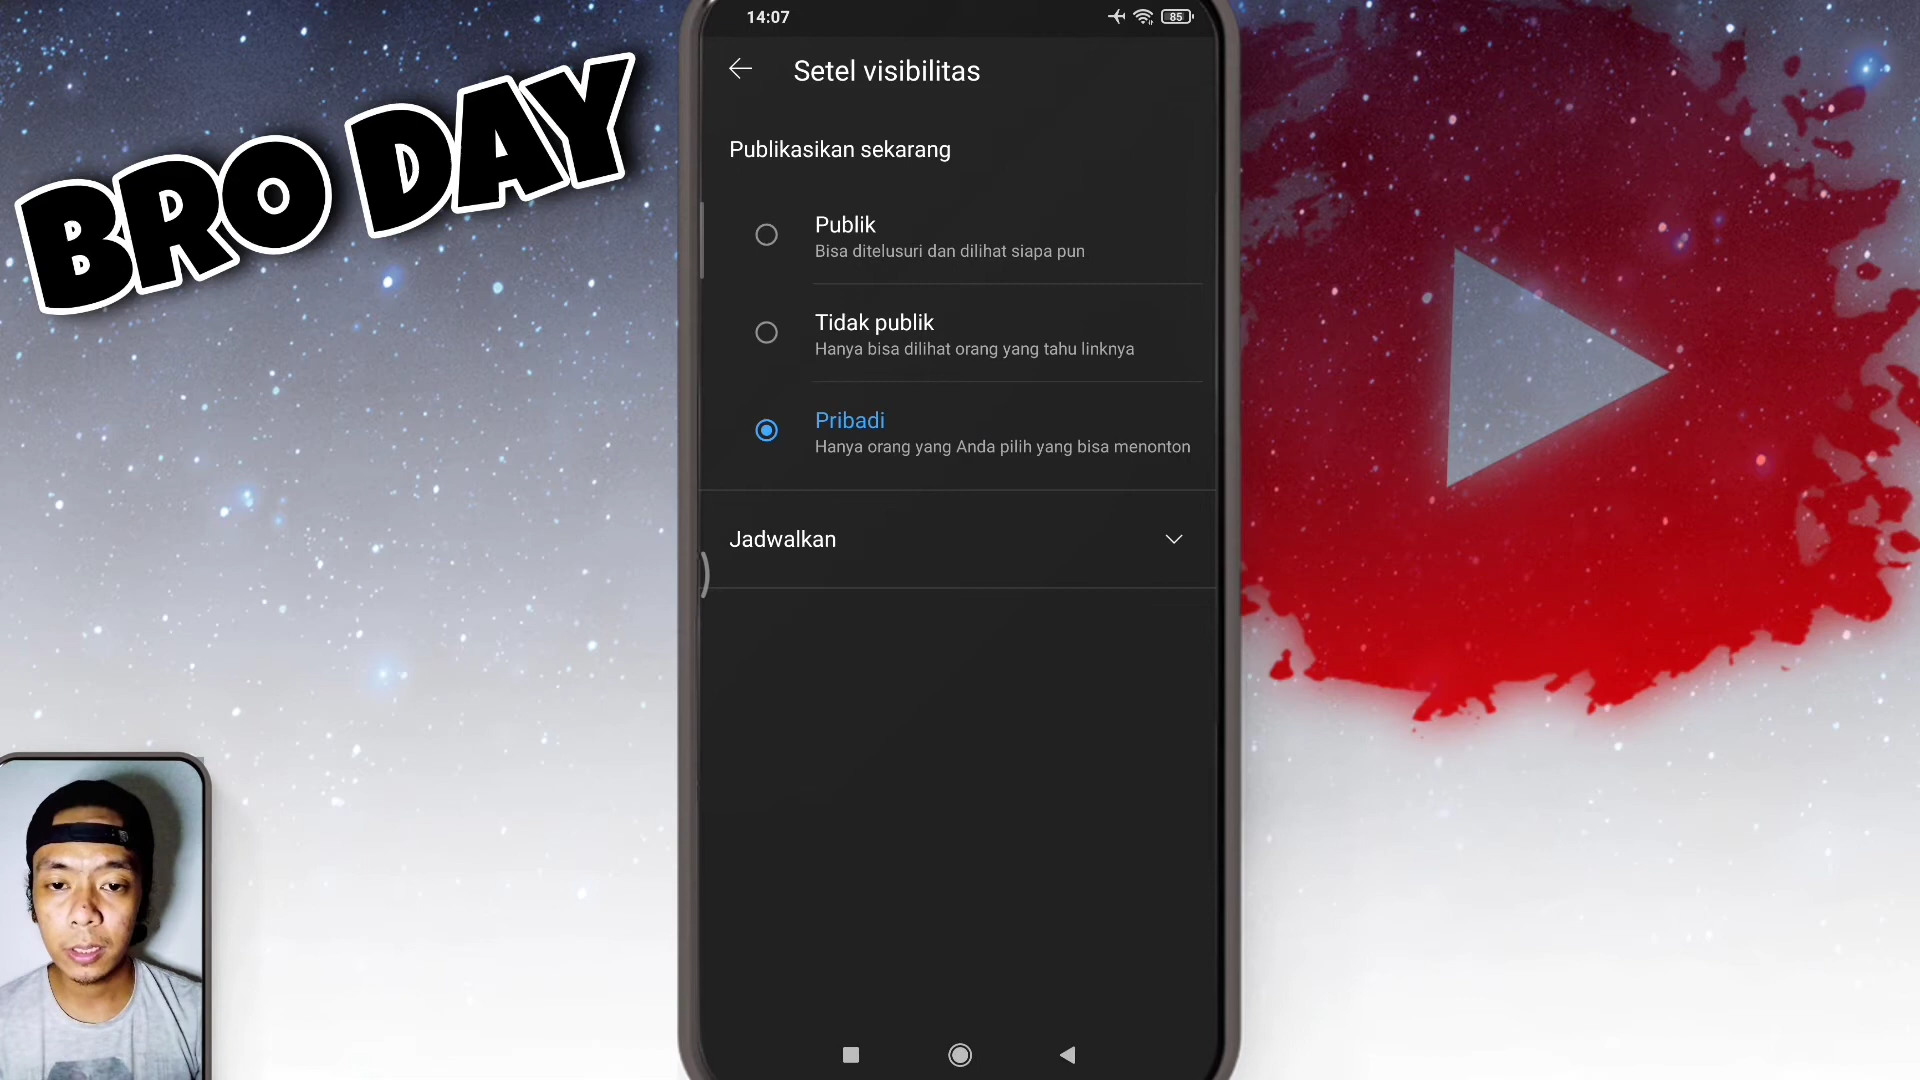 BRO DAY
14:07
85
Setel visibilitas
Publikasikan sekarang
Publik
Bisa ditelusuri dan dilihat siapa pun
Tidak publik
Hanya bisa dilihat orang yang tahu linknya
Pribadi
Hanya orang yang Anda pilih yang bisa menonton
Jadwalkan